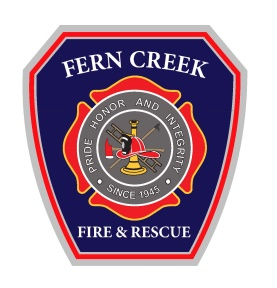 FERN CREEK
PRIDE HONOR AND INTEGRITY
• SINCE 1945 •
FIRE & RESCUE